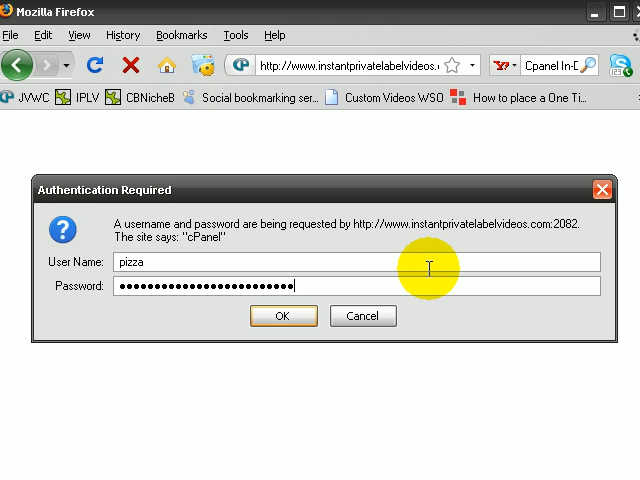 Mozilla Firefox
File Edit View History Bookmarks Tools Help
http://www.instantprivatelabelvideos.c Cpanel In-D
JVWC IPLV CBNicheB Social bookmarking ser... Custom Videos WSO How to place a One Ti...
Authentication Required
A username and password are being requested by http://www.instantprivatelabelvideos.com:2082.
The site says: "cPanel"
User Name: pizza
Password: ●●●●●●●●●●●●●●●●●●●●●●●●●
OK Cancel